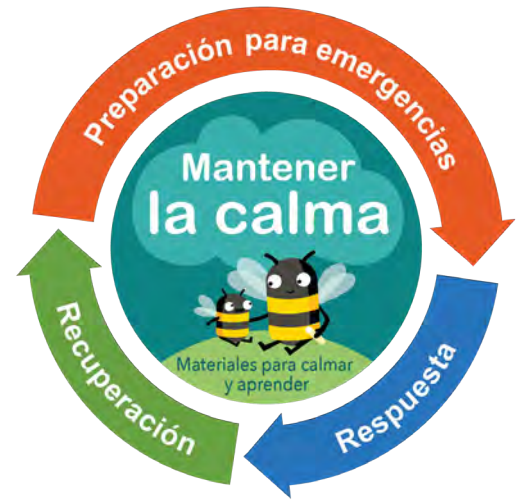 Preparación para emergencias
Mantener
la calma
Materiales para calmar
y aprender
Respuesta
Recuperación